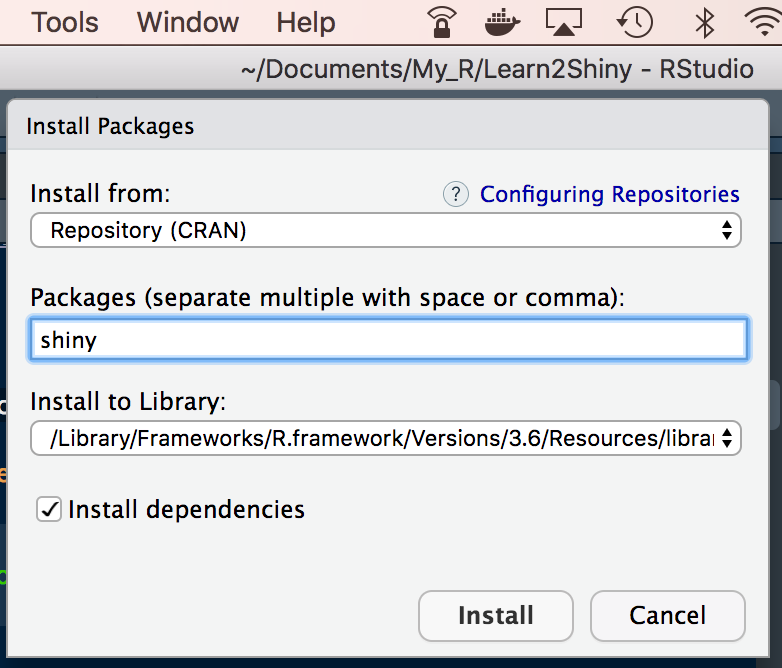 Tools Window Help
~/Documents/My_R/Learn2Shiny - RStudio
Install Packages
Install from:
? Configuring Repositories
Repository (CRAN)
Packages (separate multiple with space or comma):
shiny
Install to Library:
/Library/Frameworks/R.framework/Versions/3.6/Resources/librar
Install dependencies
Install Cancel